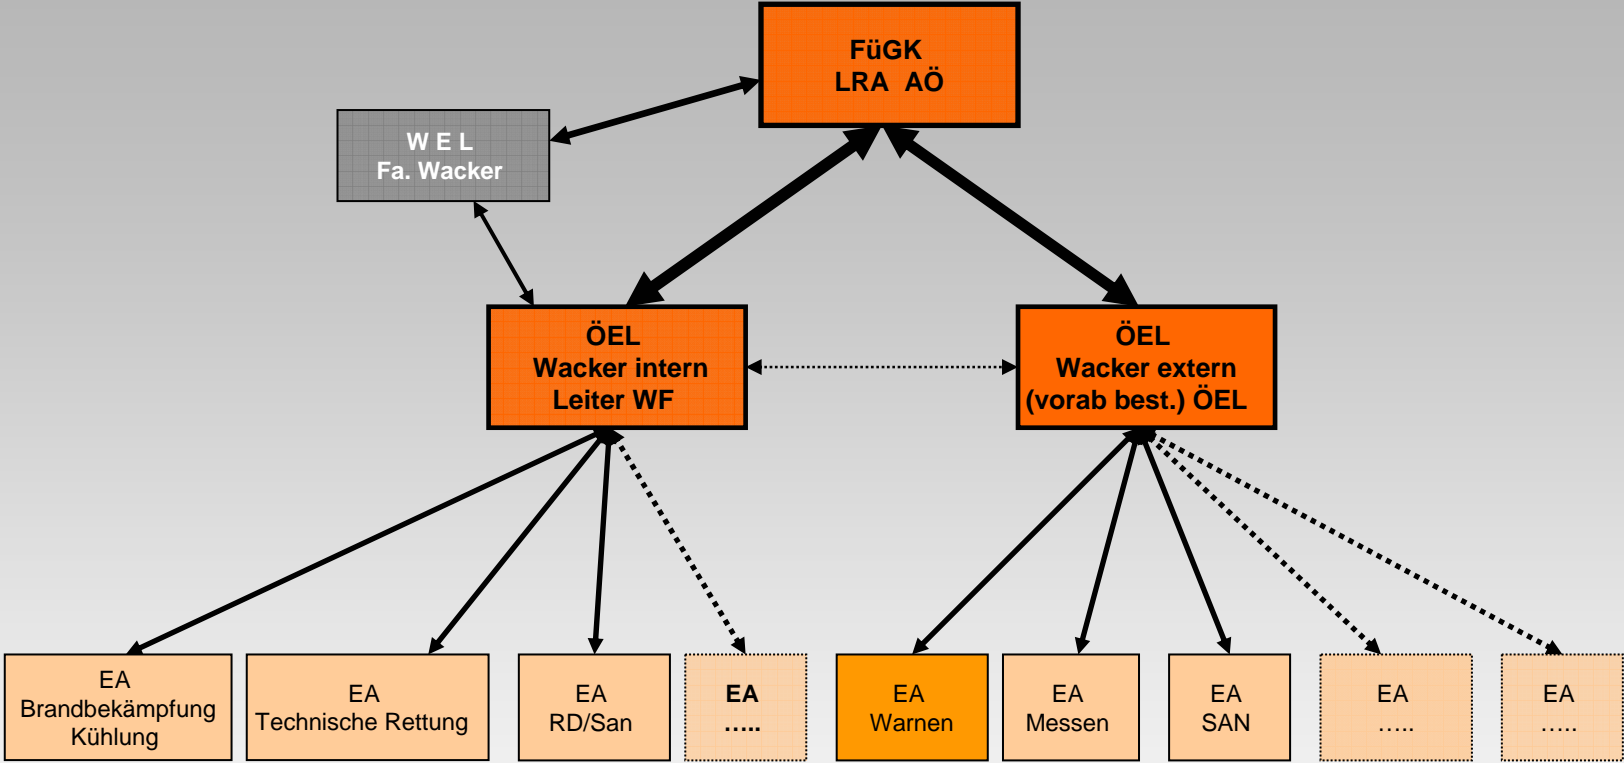 FüGK
LRA AÖ
W E L
Fa. Wacker
ÖEL
Wacker intern
Leiter WF
ÖEL
Wacker extern
(vorab best.) ÖEL
EA
Brandbekämpfung
Kühlung
EA
Technische Rettung
EA
RD/San
EA
…..
EA
Warnen
EA
Messen
EA
SAN
EA
…..
EA
…..